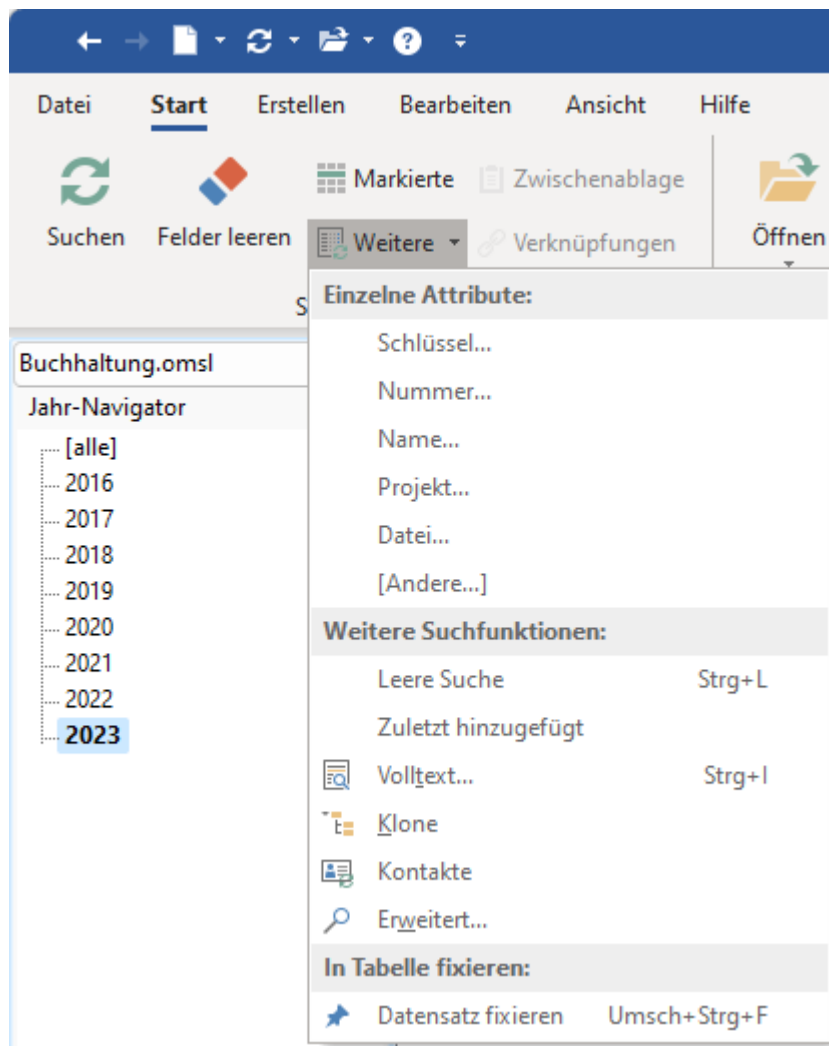 Datei Start Erstellen Bearbeiten Ansicht Hilfe
Markierte Zwischenablage
Suchen Felder leeren Weitere Verknüpfungen Öffnen
S
Einzelne Attribute:
Schlüssel...
Nummer...
Name...
Projekt...
Datei...
[Andere...]
Weitere Suchfunktionen:
Leere Suche Strg+L
Zuletzt hinzugefügt
Volltext... Strg+I
Klone
Kontakte
Erweitert...
In Tabelle fixieren:
Datensatz fixieren Umsch+Strg+F
Buchhaltung.omsl
Jahr-Navigator
[alle]
2016
2017
2018
2019
2020
2021
2022
2023